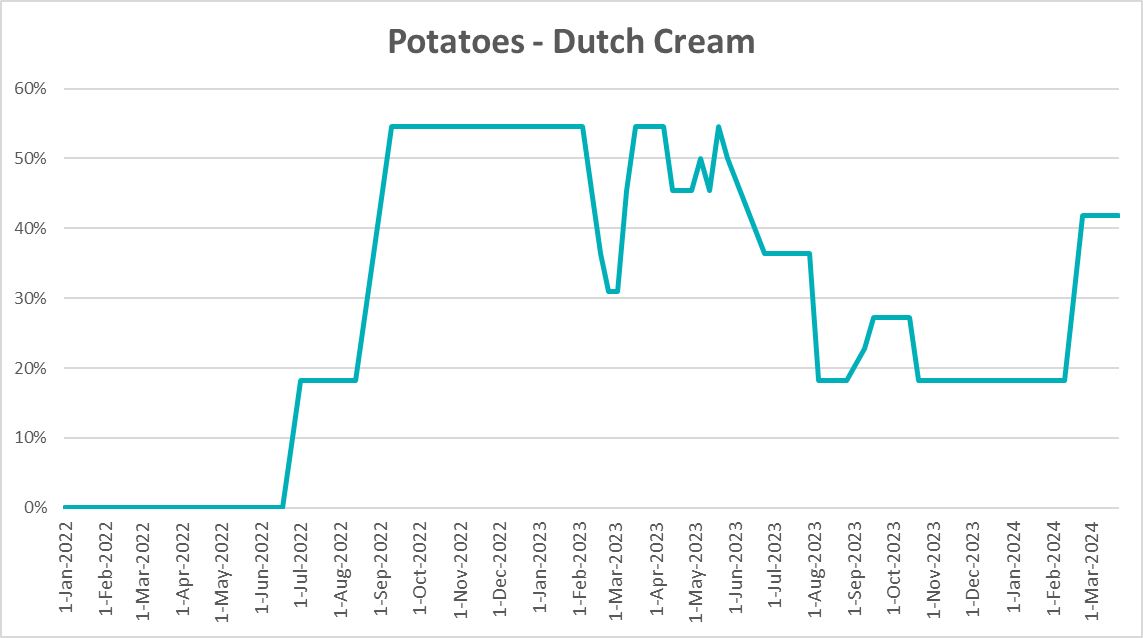 Potatoes - Dutch Cream
60%
50%
40%
30%
20%
10%
0%
1-Jan-2022
1-Feb-2022
1-Mar-2022
1-Apr-2022
1-May-2022
1-Jun-2022
1-Jul-2022
1-Aug-2022
1-Sep-2022
1-Oct-2022
1-Nov-2022
1-Dec-2022
1-Jan-2023
1-Feb-2023
1-Mar-2023
1-Apr-2023
1-May-2023
1-Jun-2023
1-Jul-2023
1-Aug-2023
1-Sep-2023
1-Oct-2023
1-Nov-2023
1-Dec-2023
1-Jan-2024
1-Feb-2024
1-Mar-2024